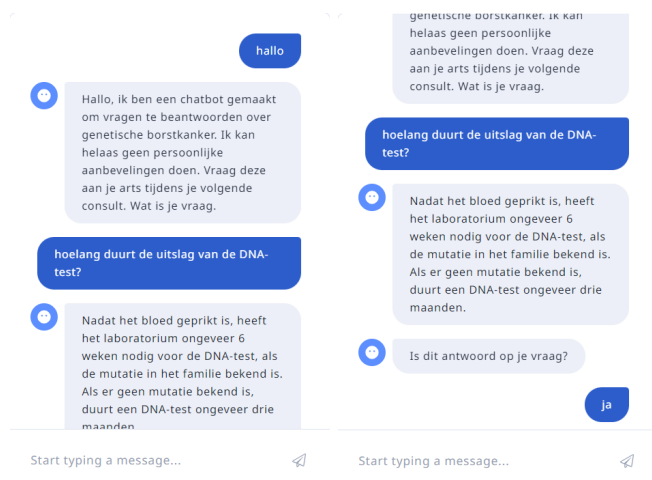 hallo
Hallo, ik ben een chatbot gemaakt
om vragen te beantwoorden over
genetische borstkanker. Ik kan
helaas geen persoonlijke
aanbevelingen doen. Vraag deze
aan je arts tijdens je volgende
consult. Wat is je vraag.
hoelang duurt de uitslag van de DNA-
test?
Nadat het bloed geprikt is, heeft
het laboratorium ongeveer 6
weken nodig voor de DNA-test, als
de mutatie in het familie bekend is.
Als er geen mutatie bekend is,
duurt een DNA-test ongeveer drie
maanden.
Start typing a message...
genetische borstkanker. Ik kan
helaas geen persoonlijke
aanbevelingen doen. Vraag deze
aan je arts tijdens je volgende
consult. Wat is je vraag.
hoelang duurt de uitslag van de DNA-
test?
Nadat het bloed geprikt is, heeft
het laboratorium ongeveer 6
weken nodig voor de DNA-test, als
de mutatie in het familie bekend is.
Als er geen mutatie bekend is,
duurt een DNA-test ongeveer drie
maanden.
Is dit antwoord op je vraag?
ja
Start typing a message...